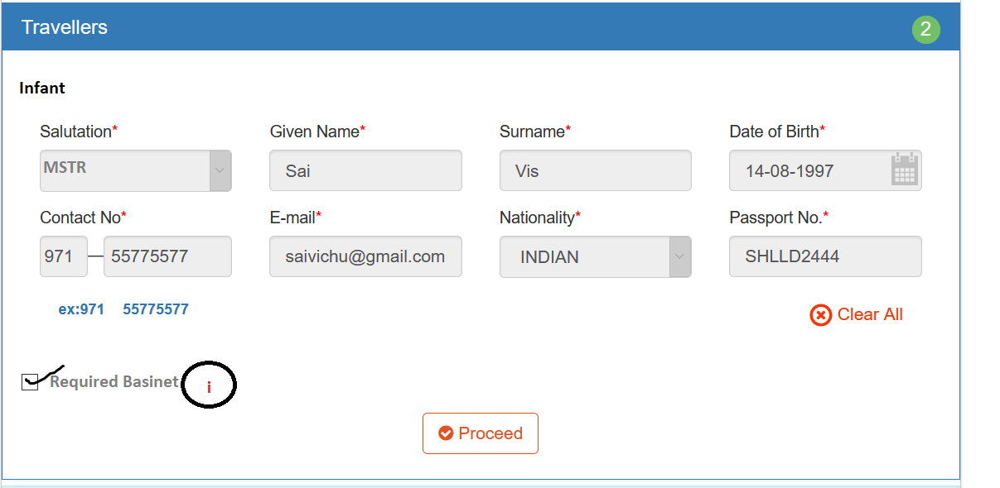 Travellers 2
Infant
Salutation* Given Name* Surname* Date of Birth*
MSTR Sai Vis 14-08-1997
Contact No* E-mail* Nationality* Passport No.*
971 — 55775577 saivichu@gmail.com INDIAN SHLLD2444
ex:971 55775577
Clear All
Required Basinet i
Proceed